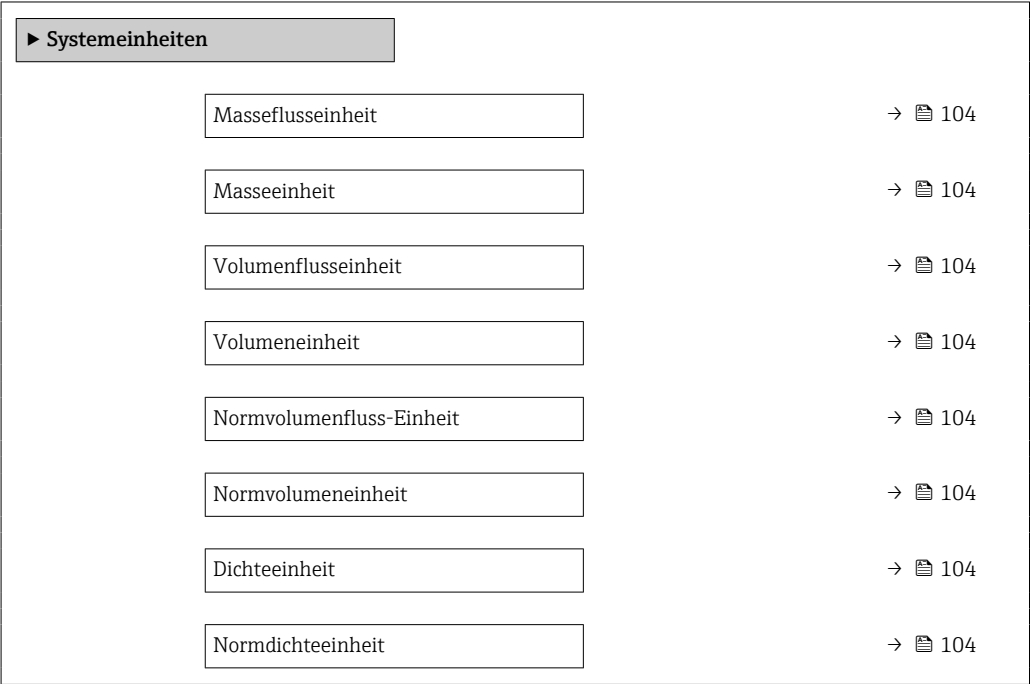 ▶ Systemeinheiten
Masseflusseinheit → 104
Masseeinheit → 104
Volumenflusseinheit → 104
Volumeneinheit → 104
Normvolumenfluss-Einheit → 104
Normvolumeneinheit → 104
Dichteeinheit → 104
Normdichteeinheit → 104